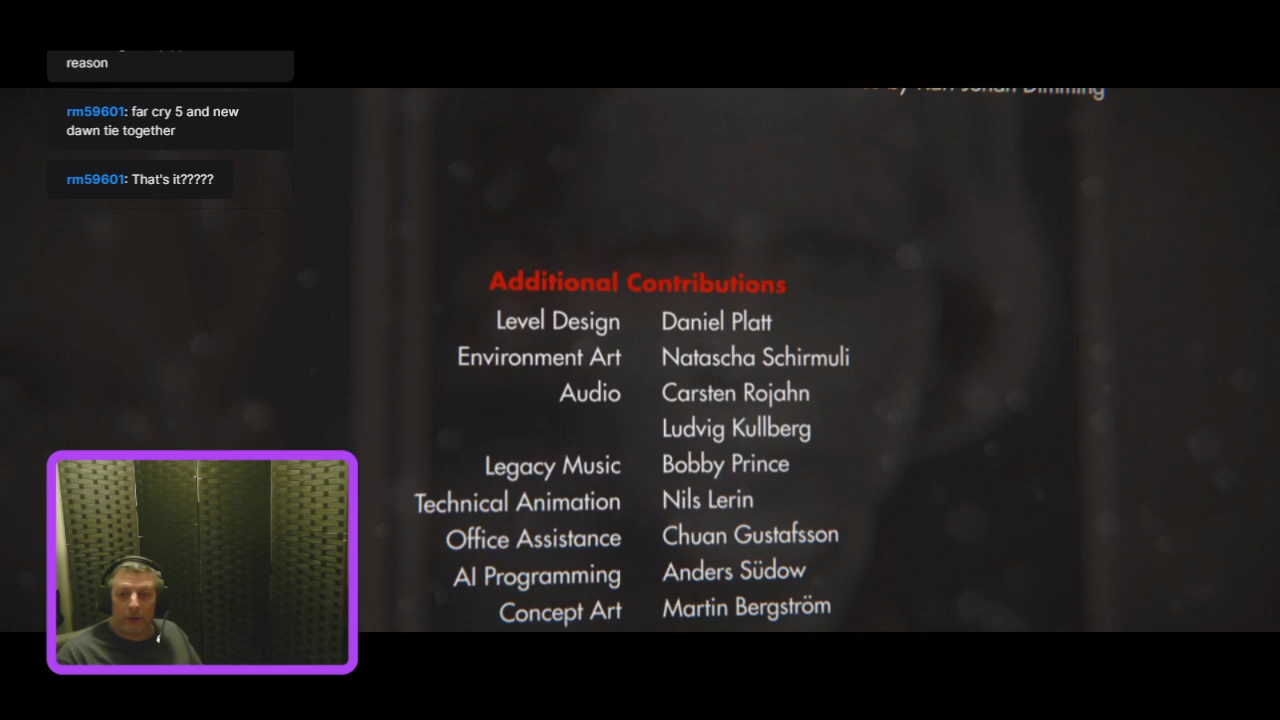 reason
rm59601: far cry 5 and new
dawn tie together
rm59601: That's it?????
Additional Contributions
Level Design Daniel Platt
Environment Art Natascha Schirmuli
Audio Carsten Rojahn
Ludvig Kullberg
Legacy Music Bobby Prince
Technical Animation Nils Lerin
Office Assistance Chuan Gustafsson
AI Programming Anders Südow
Concept Art Martin Bergström